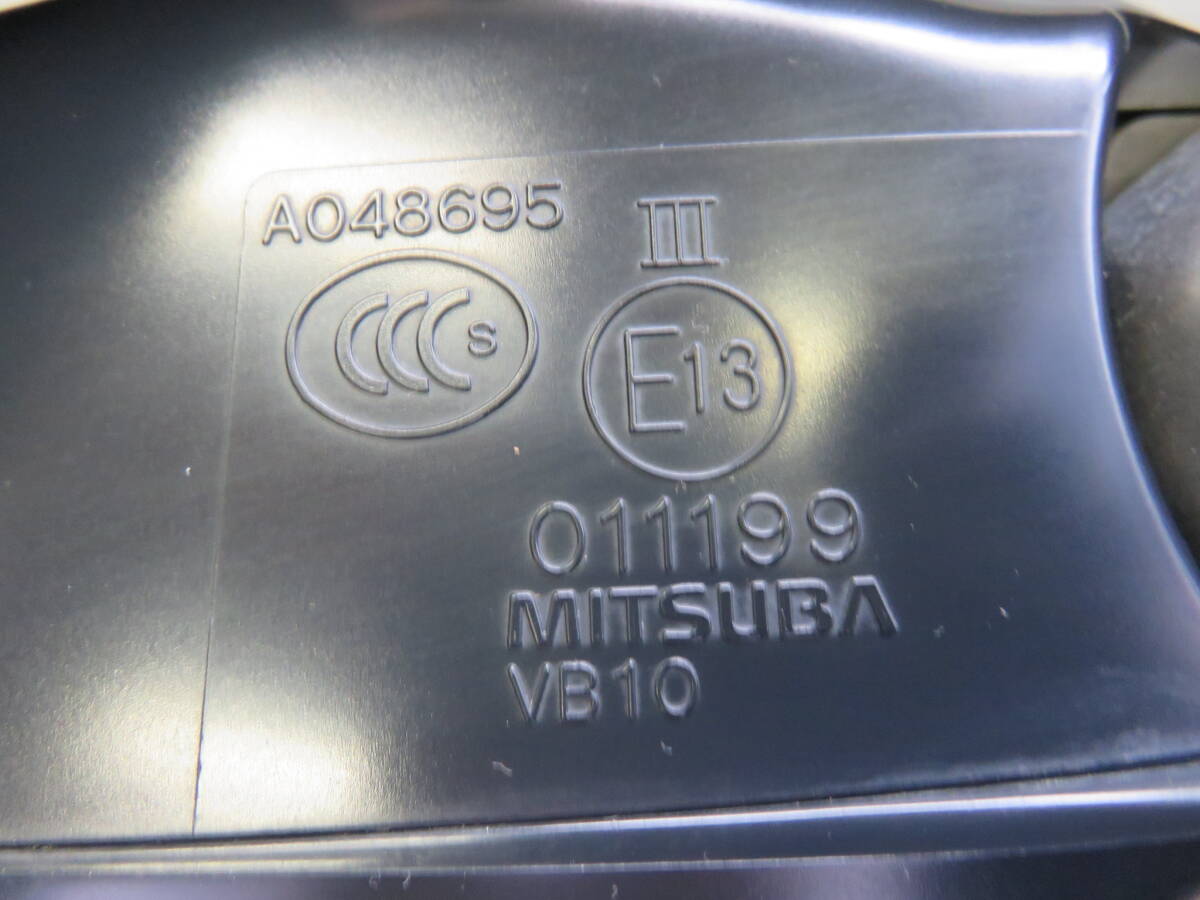 A048695
III
CCC S
E13
011199
MITSUBA
VB10